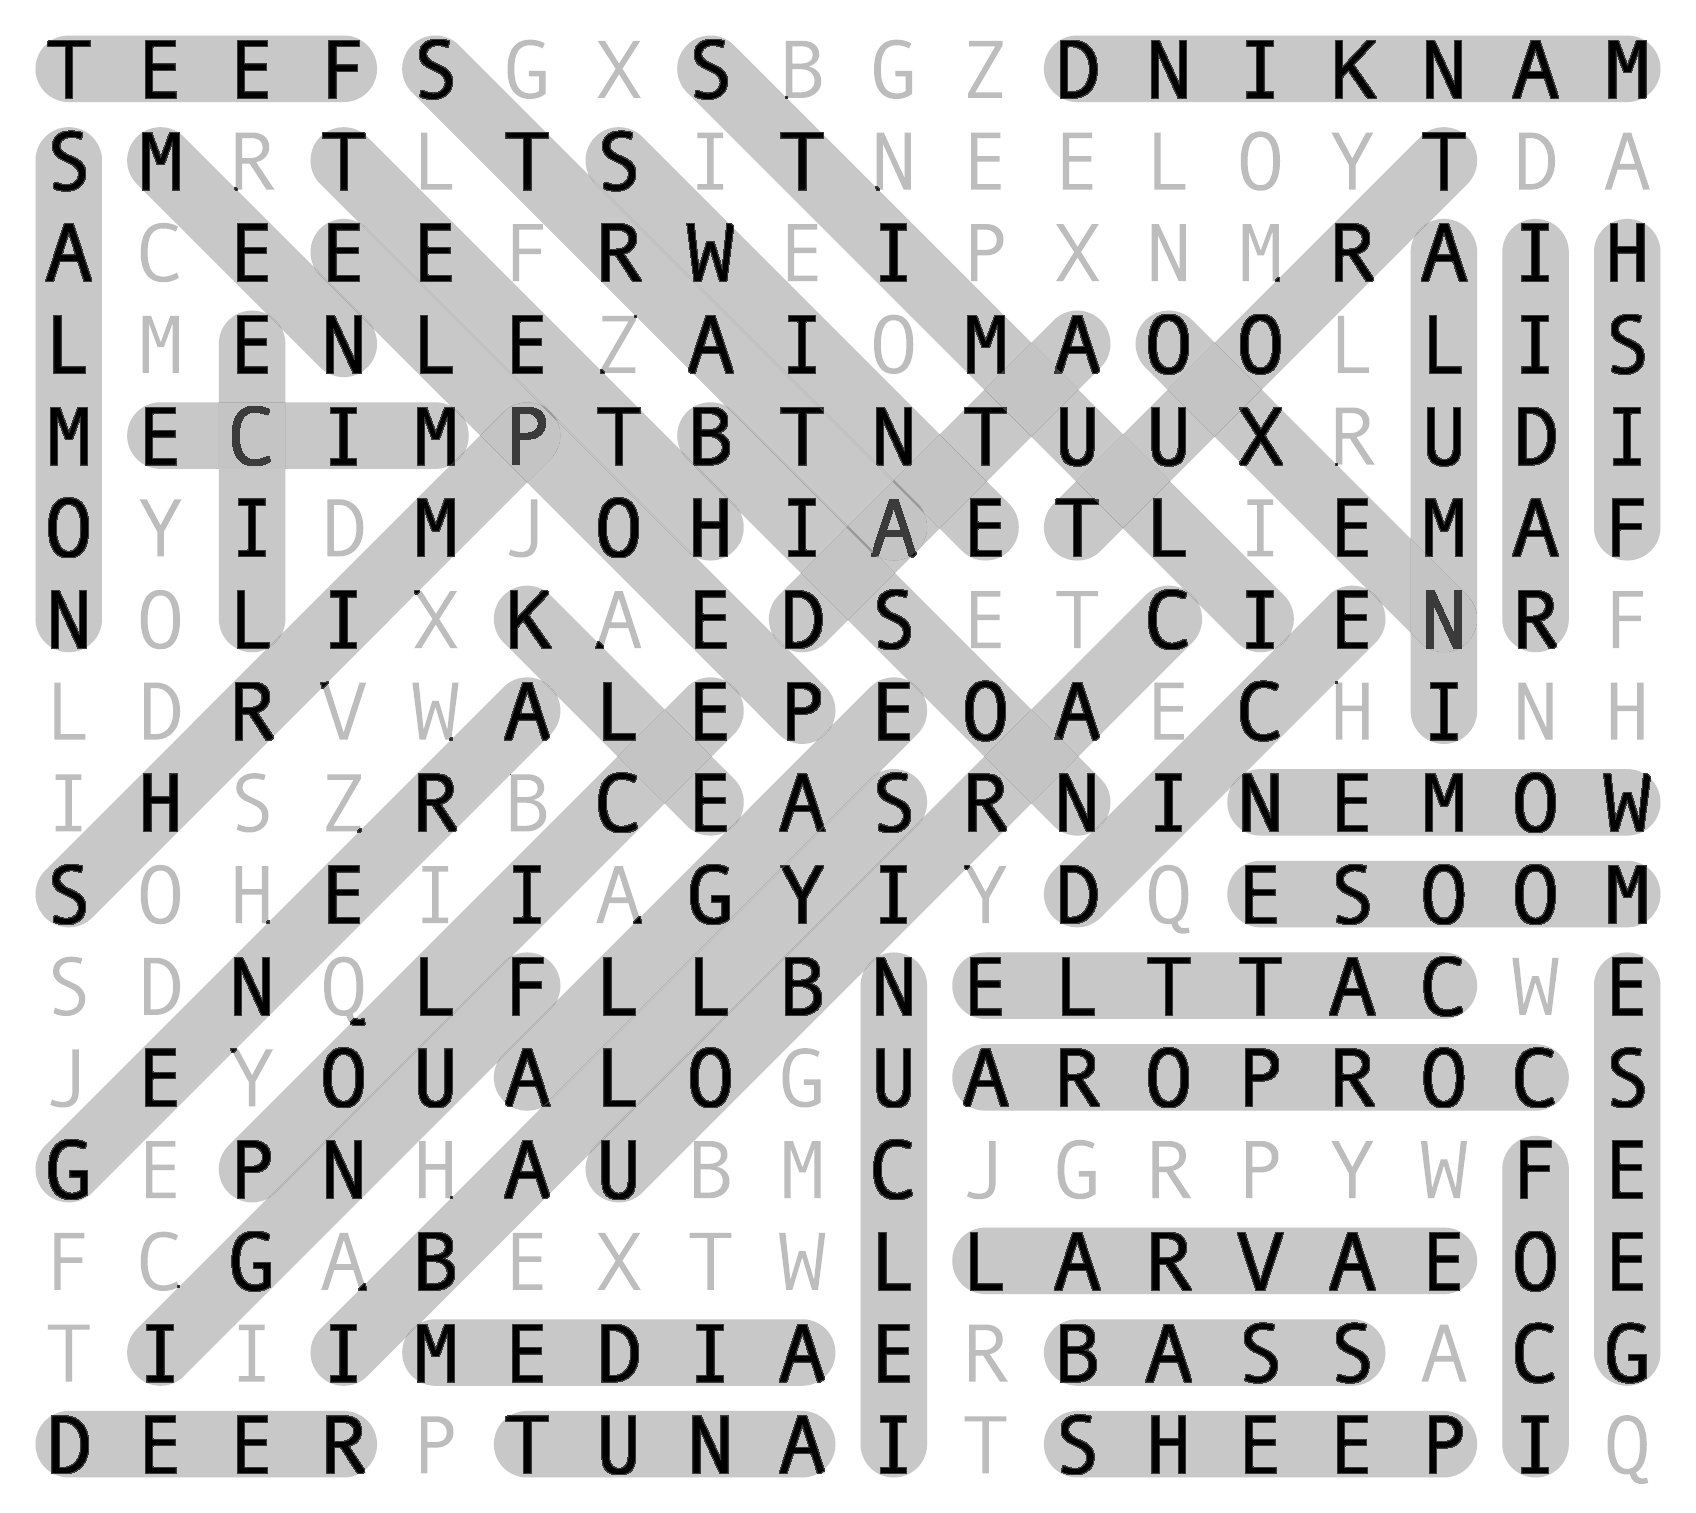 T E E F S G X S B G Z D N I K N A M
S M R T L T S I T N E E L O Y T D A
A C E E E F R W E I P X N M R A I H
L M E N L E Z A I O M A O O L L I S
M E C I M P T B T N T U U X R U D I
O Y I D M J O H I A E T L I E M A F
N O L I X K A E D S E T C I E N R F
L D R V W A L E P E O A E C H I N H
I H S Z R B C E A S R N I N E M O W
S O H E I I A G Y I Y D Q E S O O M
S D N Q L F L L B N E L T T A C W E
J E Y O U A L O G U A R O P R O C S
G E P N H A U B M C J G R P Y W F E
F C G A B E X T W L L A R V A E O E
T I I I M E D I A E R B A S S A C G
D E E R P T U N A I T S H E E P I Q